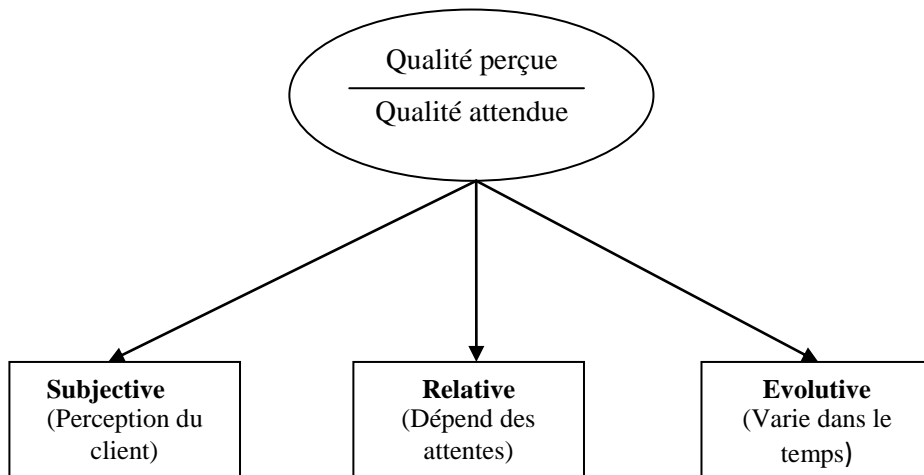 Qualité perçue
Qualité attendue
Subjective
(Perception du
client)
Relative
(Dépend des
attentes)
Evolutive
(Varie dans le
temps)